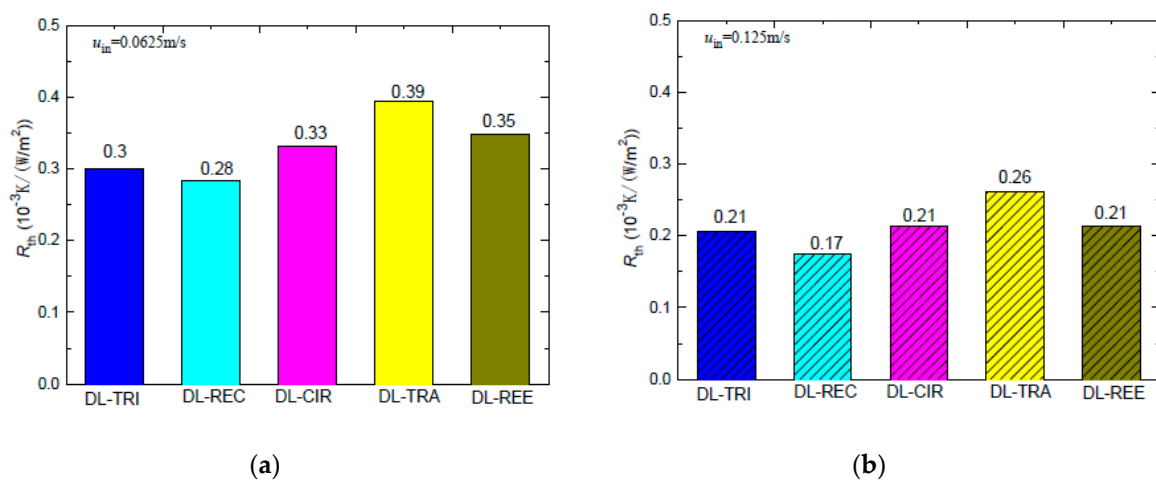 0.5
u_in=0.0625m/s
0.4
0.3
0.2
0.1
0.0
R_th (10^-3K/(W/m^2))
0.3
0.28
0.33
0.39
0.35
DL-TRI
DL-REC
DL-CIR
DL-TRA
DL-REE
(a)
0.5
u_in=0.125m/s
0.4
0.3
0.2
0.1
0.0
R_th (10^-3K/(W/m^2))
0.21
0.17
0.21
0.26
0.21
DL-TRI
DL-REC
DL-CIR
DL-TRA
DL-REE
(b)